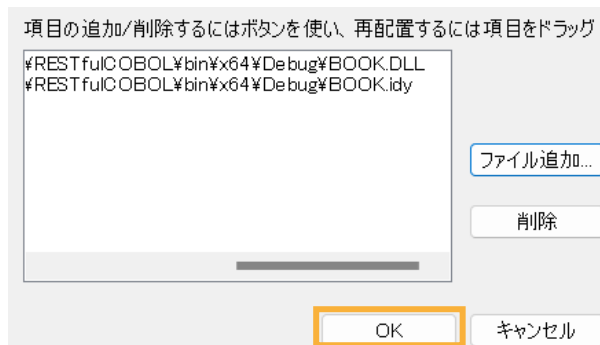 項目の追加/削除するにはボタンを使い、再配置するには項目をドラッグ
¥RESTfulCOBOL¥bin¥x64¥Debug¥BOOK.DLL
¥RESTfulCOBOL¥bin¥x64¥Debug¥BOOK.idy
ファイル追加...
削除
OK
キャンセル